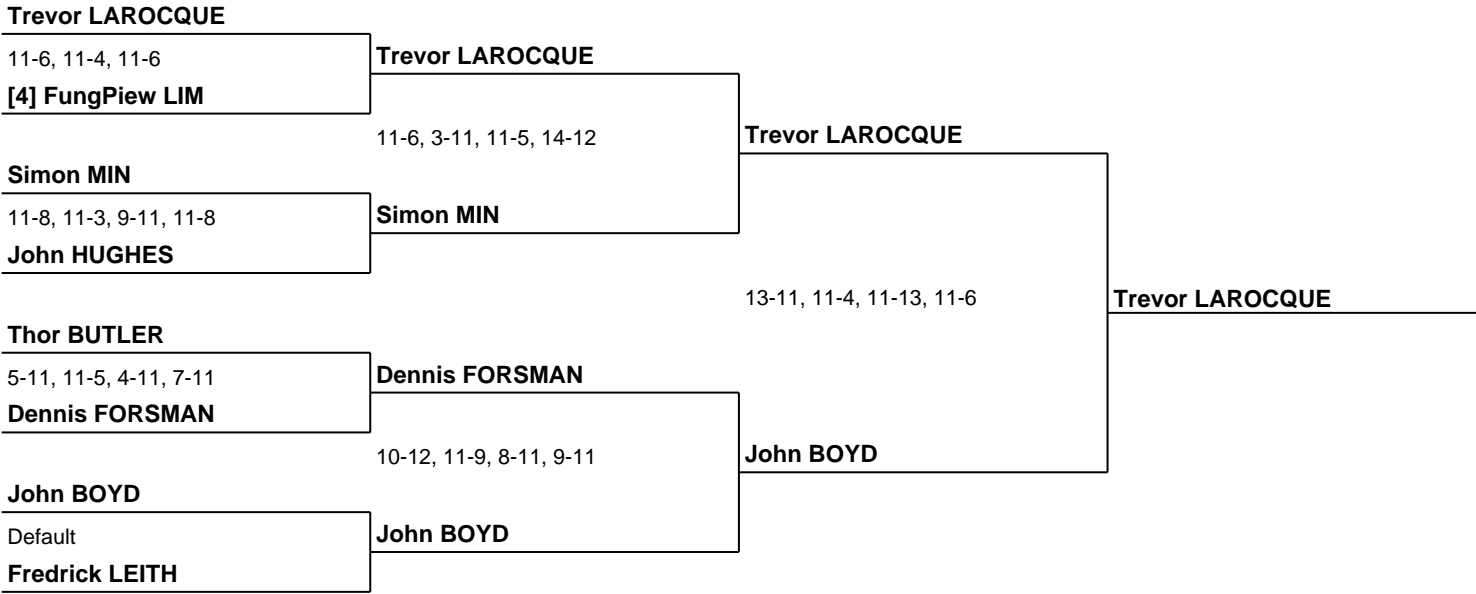 Trevor LAROCQUE
11-6, 11-4, 11-6
Trevor LAROCQUE
[4] FungPiew LIM
11-6, 3-11, 11-5, 14-12
Trevor LAROCQUE
Simon MIN
11-8, 11-3, 9-11, 11-8
Simon MIN
John HUGHES
13-11, 11-4, 11-13, 11-6
Trevor LAROCQUE
Thor BUTLER
5-11, 11-5, 4-11, 7-11
Dennis FORSMAN
Dennis FORSMAN
10-12, 11-9, 8-11, 9-11
John BOYD
John BOYD
Default
John BOYD
Fredrick LEITH